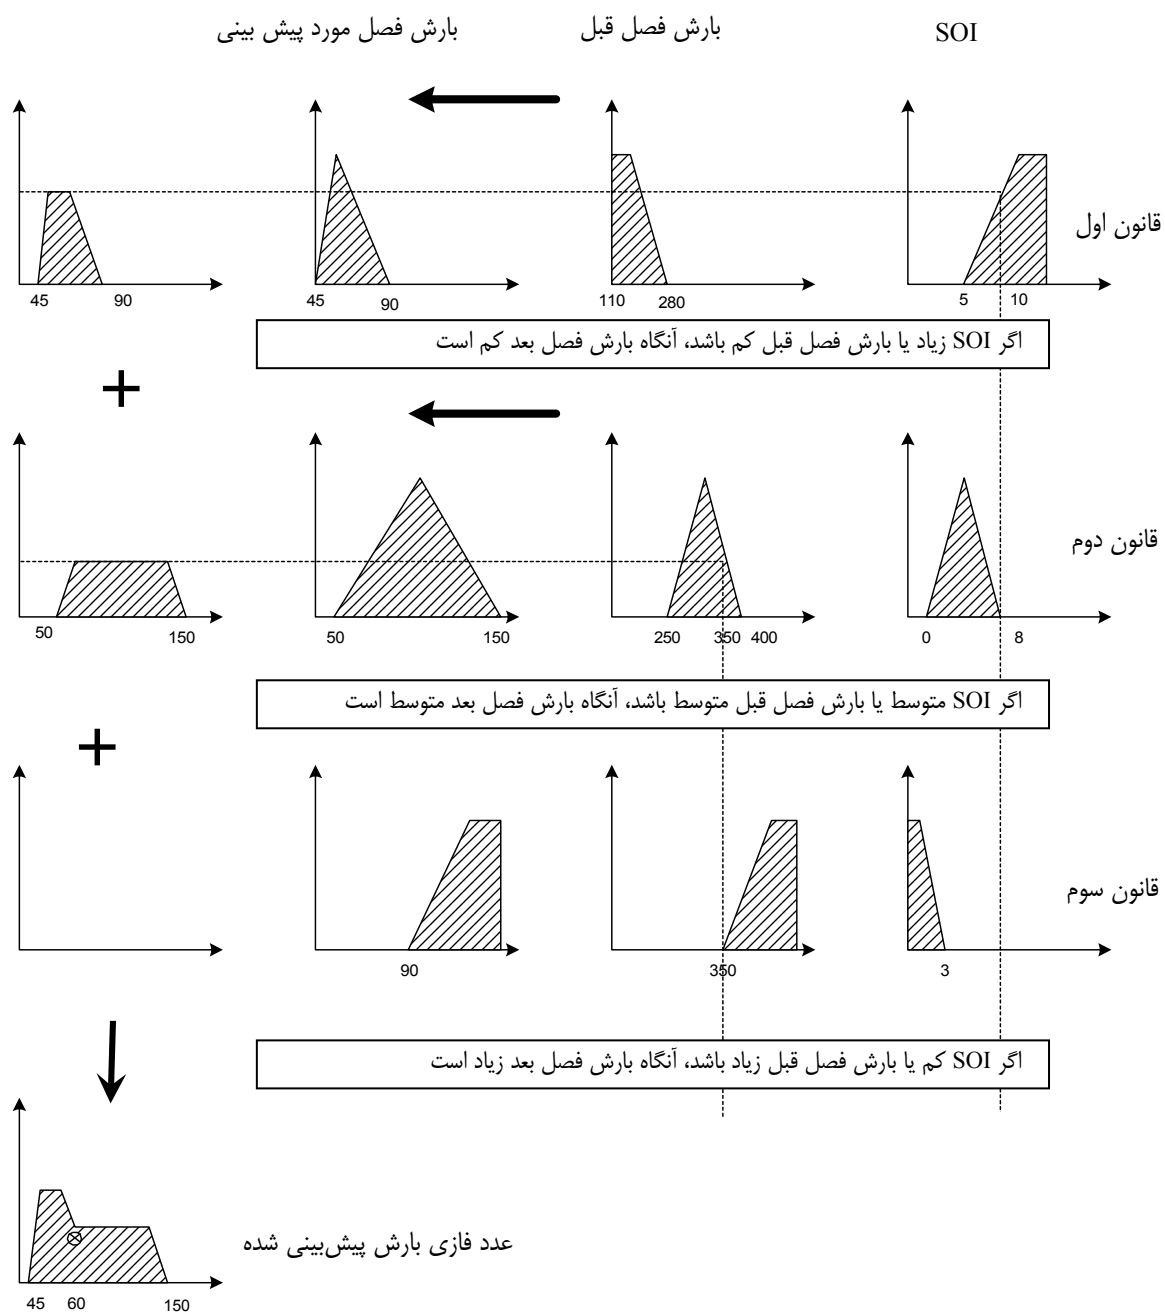 SOI
بارش فصل قبل
بارش فصل مورد پیش بینی
قانون اول
5 10
110 280
45 90
45 90
اگر SOI زیاد یا بارش فصل قبل کم باشد، آنگاه بارش فصل بعد کم است
+
قانون دوم
0 8
250 350 400
50 150
50 150
اگر SOI متوسط یا بارش فصل قبل متوسط باشد، آنگاه بارش فصل بعد متوسط است
+
قانون سوم
3
350
90
اگر SOI کم یا بارش فصل قبل زیاد باشد، آنگاه بارش فصل بعد زیاد است
عدد فازی بارش پیش‌بینی شده
45 60 150